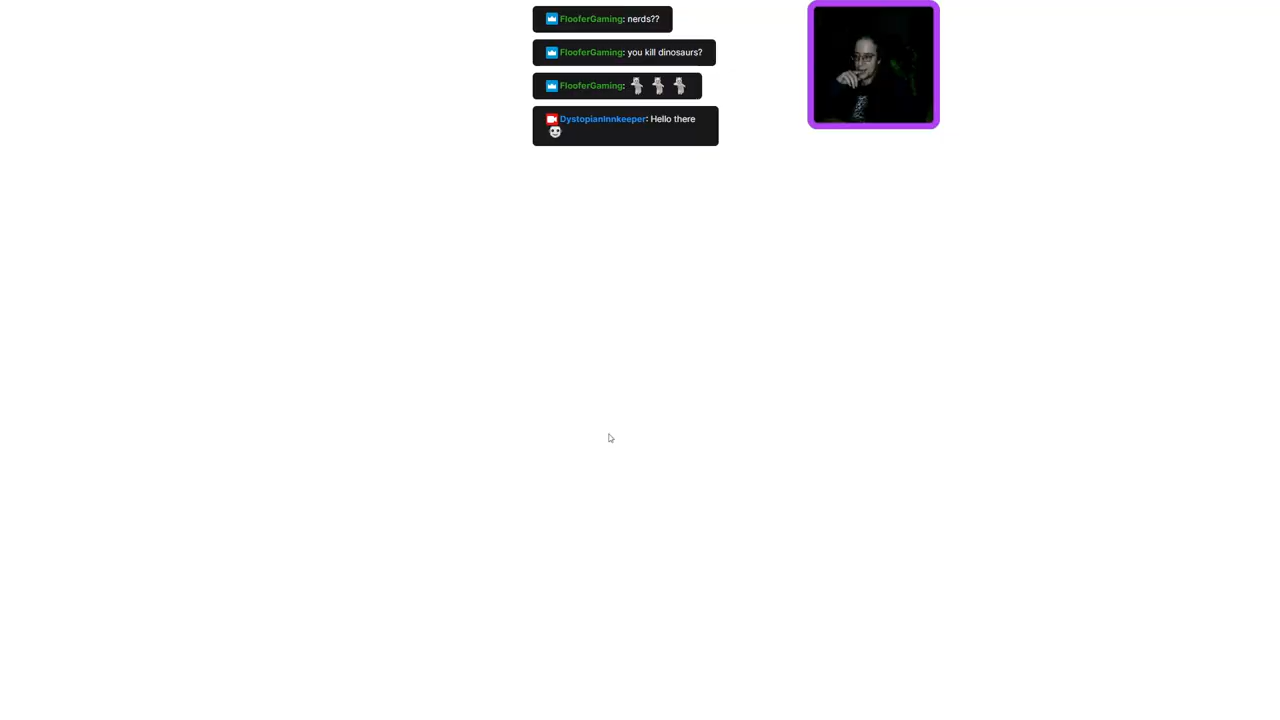 FlooferGaming: nerds??
FlooferGaming: you kill dinosaurs?
FlooferGaming:
DystopianInnkeeper: Hello there